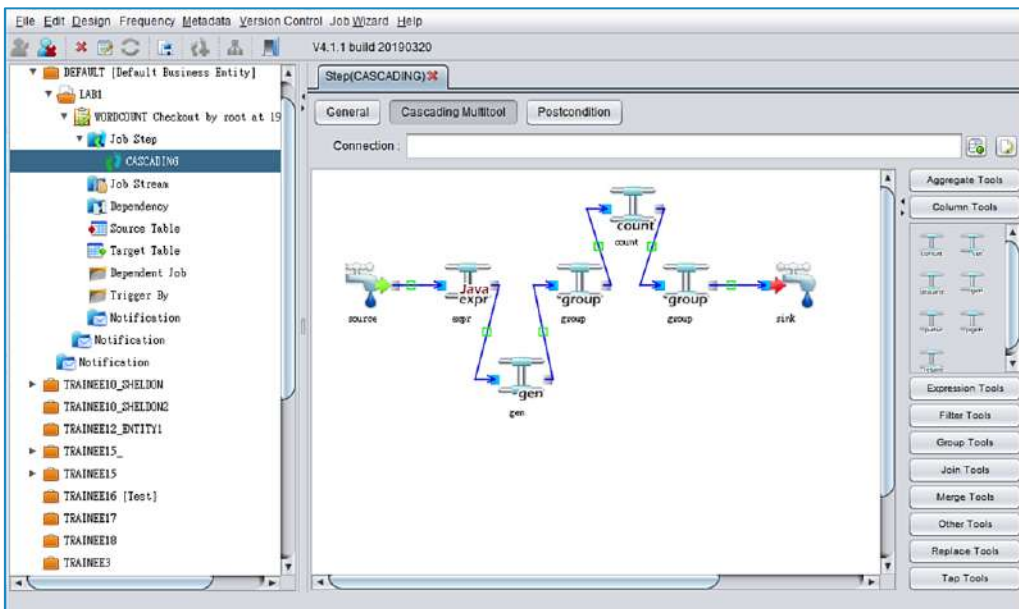 File Edit Design Frequency Metadata Version Control Job Wizard Help
V4.1.1 build 20190320
DEFAULT [Default Business Entity]
LAB1
WORDCOUNT Checkout by root at 19
Job Step
CASCADING
Job Stream
Dependency
Source Table
Target Table
Dependent Job
Trigger By
Notification
Notification
Notification
TRAINEE10_SHELDON
TRAINEE10_SHELDON2
TRAINEE12_ENTITY1
TRAINEE15_
TRAINEE15
TRAINEE16 [Test]
TRAINEE17
TRAINEE18
TRAINEE3
Step(CASCADING)
General Cascading Multitool Postcondition
Connection :
count
count
Java
expr
"group
"group
source
expr
group
group
sink
"gen
gen
Aggregate Tools
Column Tools
Expression Tools
Filter Tools
Group Tools
Join Tools
Merge Tools
Other Tools
Replace Tools
Tap Tools